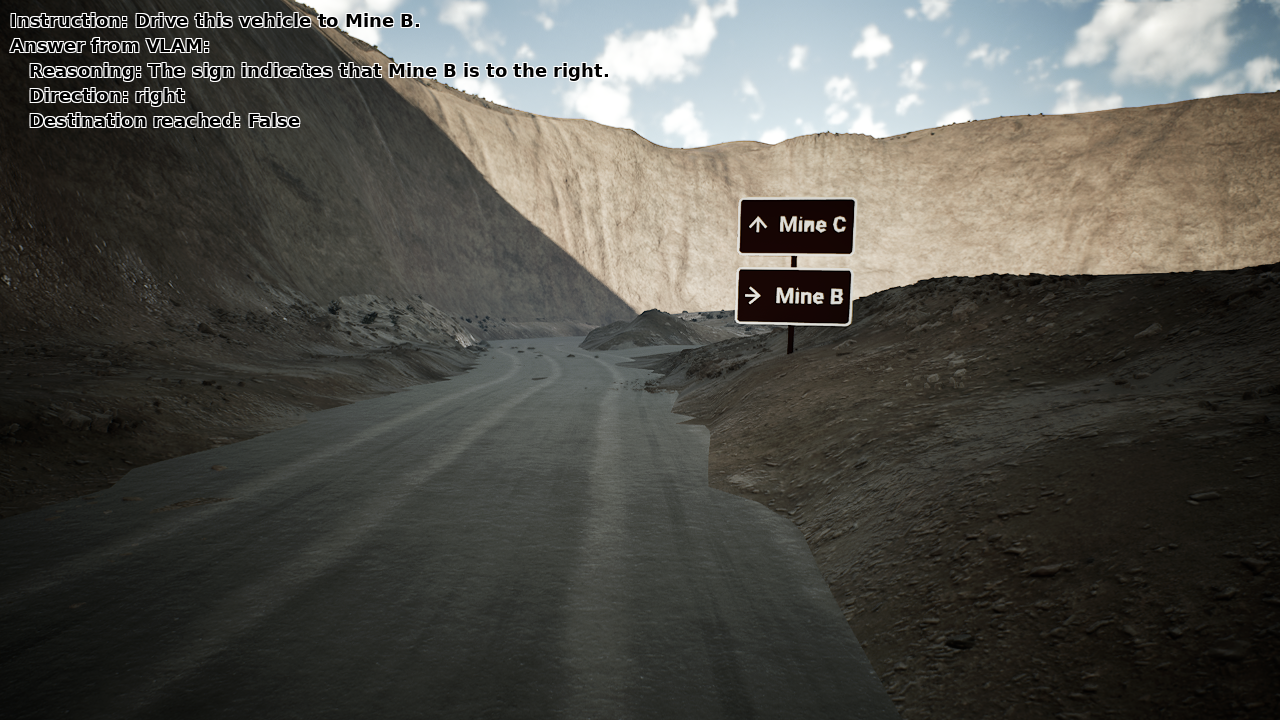 Instruction: Drive this vehicle to Mine B.
Answer from VLAM:
Reasoning: The sign indicates that Mine B is to the right.
Direction: right
Destination reached: False
↑ Mine C
→ Mine B